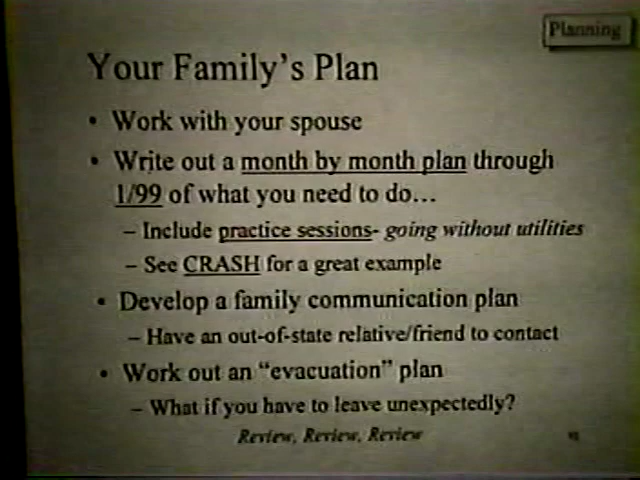 Planning
Your Family's Plan
• Work with your spouse
• Write out a month by month plan through
1/99 of what you need to do...
– Include practice sessions- going without utilities
– See CRASH for a great example
• Develop a family communication plan
– Have an out-of-state relative/friend to contact
• Work out an "evacuation" plan
– What if you have to leave unexpectedly?
Review, Review, Review